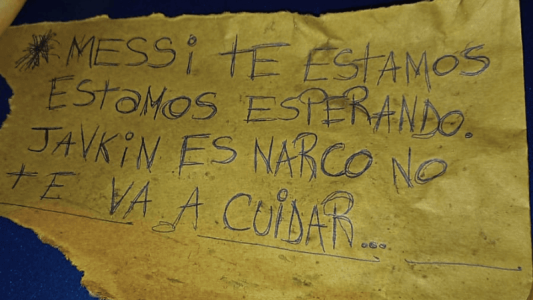 *MESSi tE EStAMOS
EStaMOS ESPERANDO.
JAVKiN ES NARCO NO
tE VA A CUiDAR...